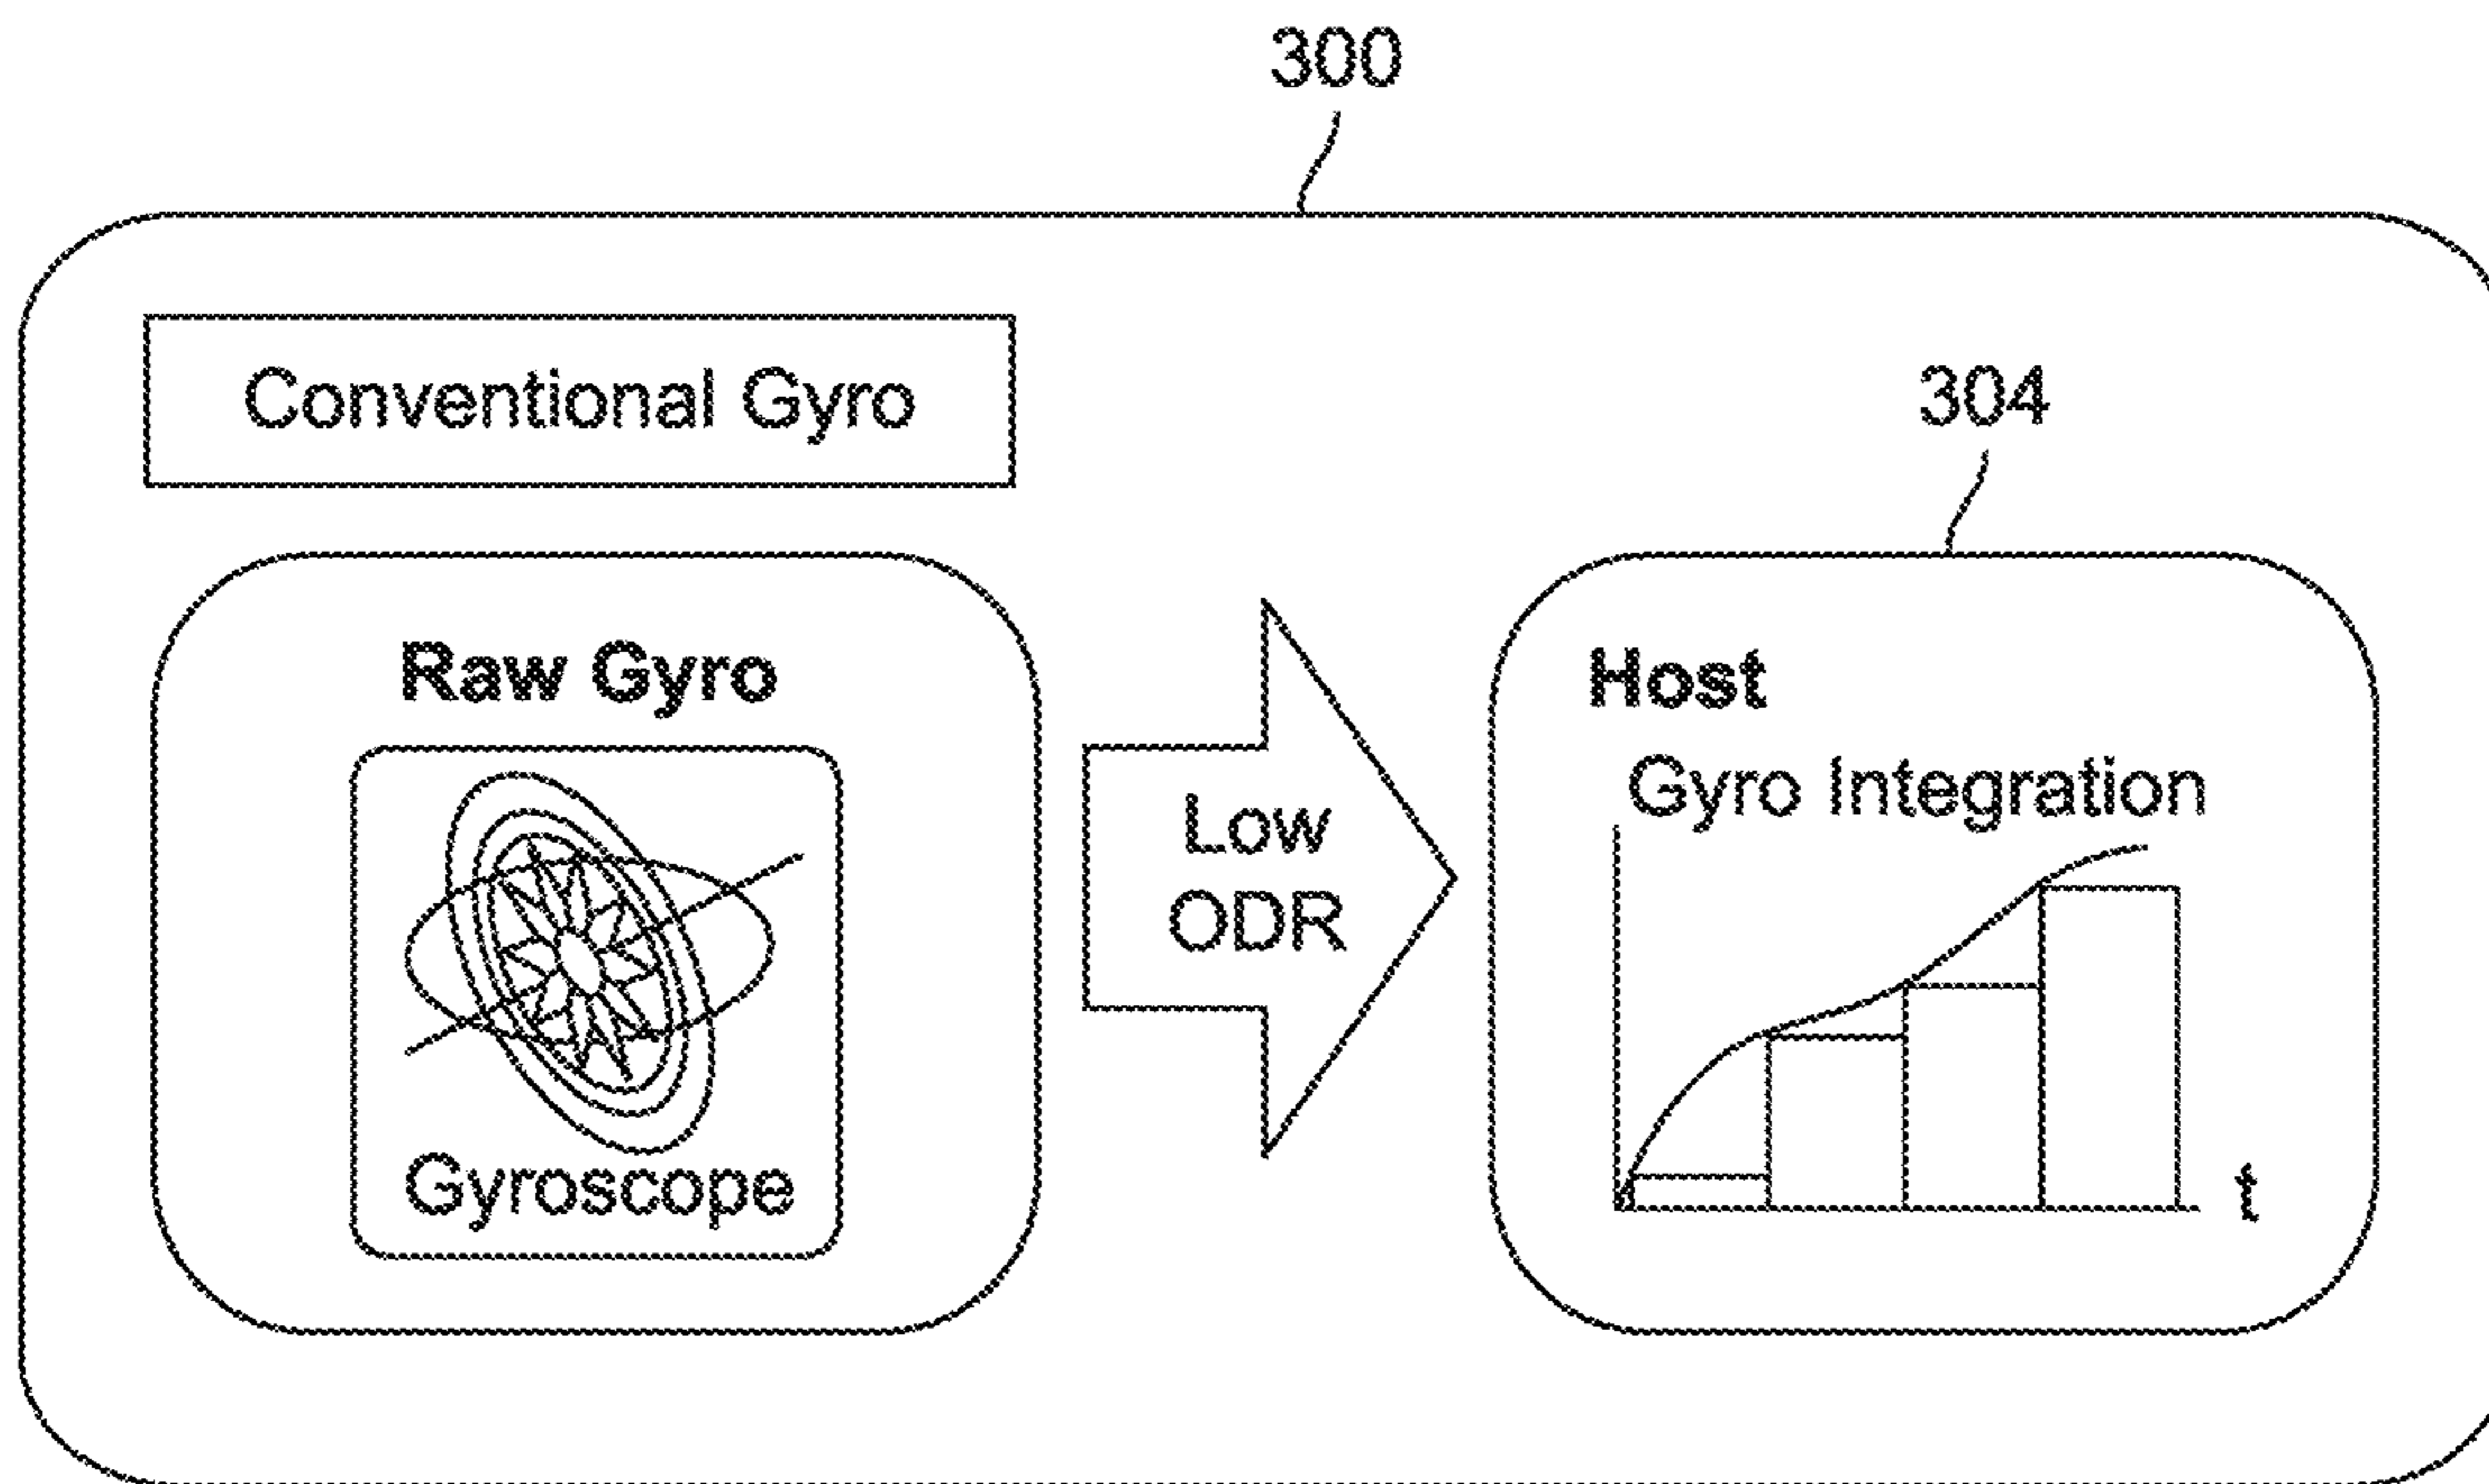 300
Conventional Gyro
304
Raw Gyro
Gyroscope
Low
ODR
Host
Gyro Integration
t